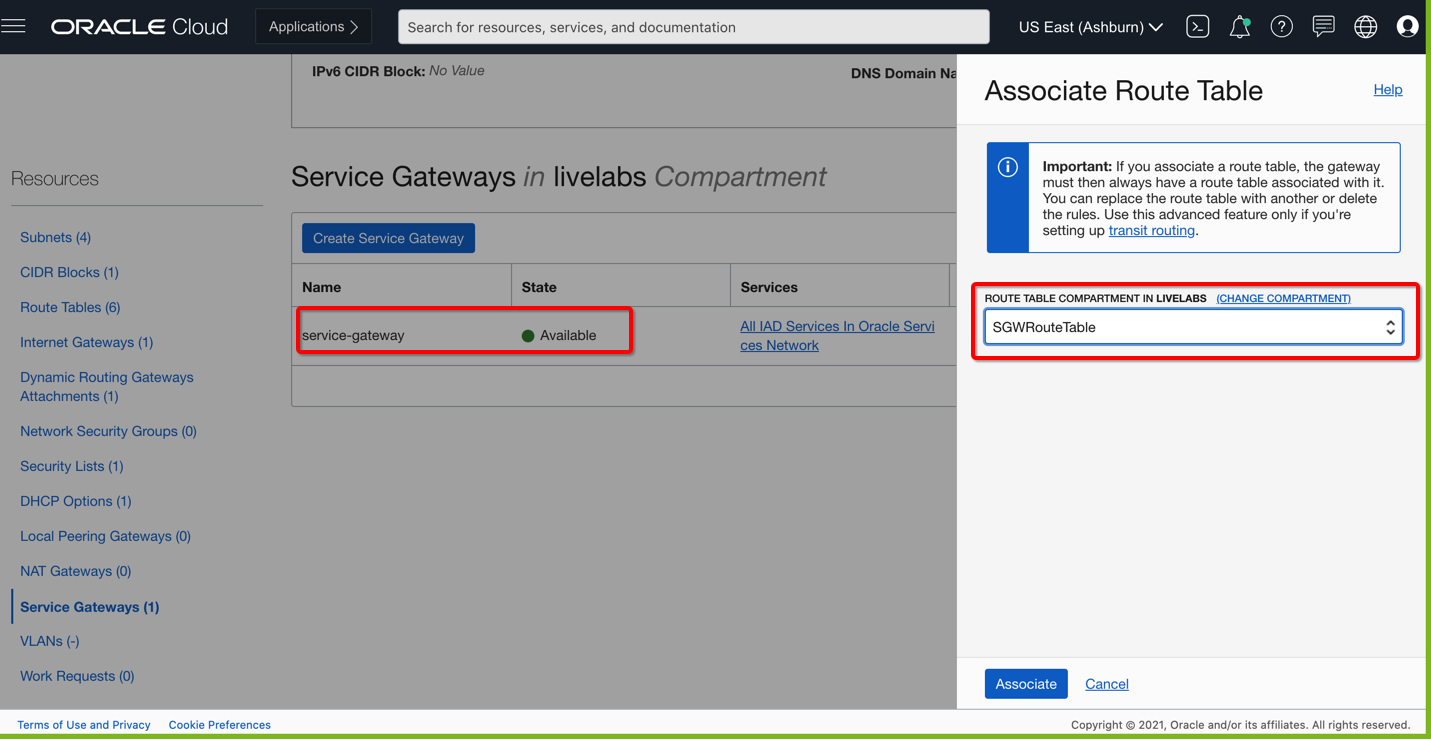 ORACLE Cloud
Applications
Search for resources, services, and documentation
US East (Ashburn)
IPv6 CIDR Block: No Value
DNS Domain Na
Resources
Subnets (4)
CIDR Blocks (1)
Route Tables (6)
Internet Gateways (1)
Dynamic Routing Gateways
Attachments (1)
Network Security Groups (0)
Security Lists (1)
DHCP Options (1)
Local Peering Gateways (0)
NAT Gateways (0)
Service Gateways (1)
VLANs (-)
Work Requests (0)
Service Gateways in livelabs Compartment
Create Service Gateway
Name State Services
service-gateway Available All IAD Services In Oracle Servi
ces Network
Associate Route Table
Help
Important: If you associate a route table, the gateway
must then always have a route table associated with it.
You can replace the route table with another or delete
the rules. Use this advanced feature only if you're
setting up transit routing.
ROUTE TABLE COMPARTMENT IN LIVELABS (CHANGE COMPARTMENT)
SGWRouteTable
Associate Cancel
Terms of Use and Privacy Cookie Preferences
Copyright © 2021, Oracle and/or its affiliates. All rights reserved.